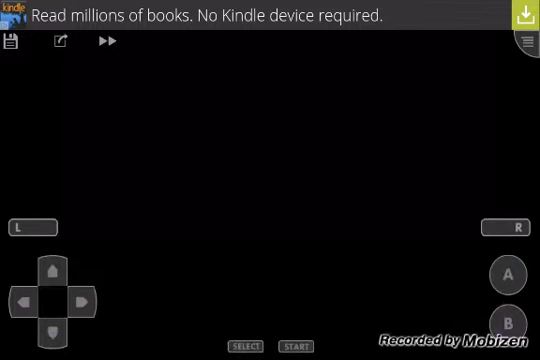 kindle
Read millions of books. No Kindle device required.
L
R
A
B
SELECT
START
Recorded by Mobizen